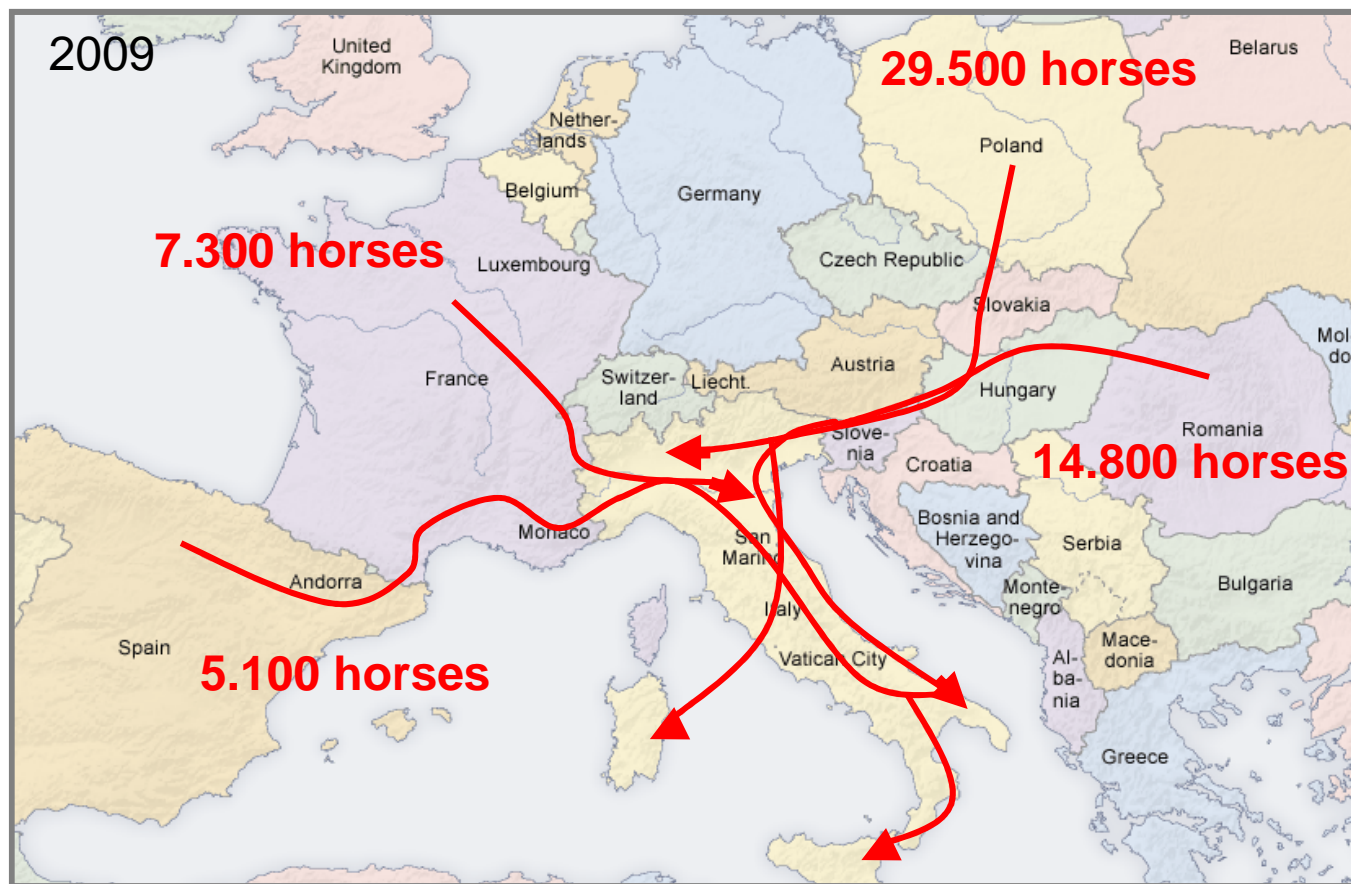 2009
United
Kingdom
Belarus
29.500 horses
Nether-
lands
Poland
Belgium
Germany
7.300 horses
Luxembourg
Czech Republic
Slovakia
Mol
do
France
Switzer-
land
Liecht.
Austria
Hungary
Romania
Slove-
nia
Croatia
14.800 horses
Monaco
San
Marino
Bosnia and
Herzego-
vina
Serbia
Andorra
Monte-
negro
Bulgaria
Italy
Spain
Vatican City
Mace-
donia
5.100 horses
Al-
ba-
nia
Greece